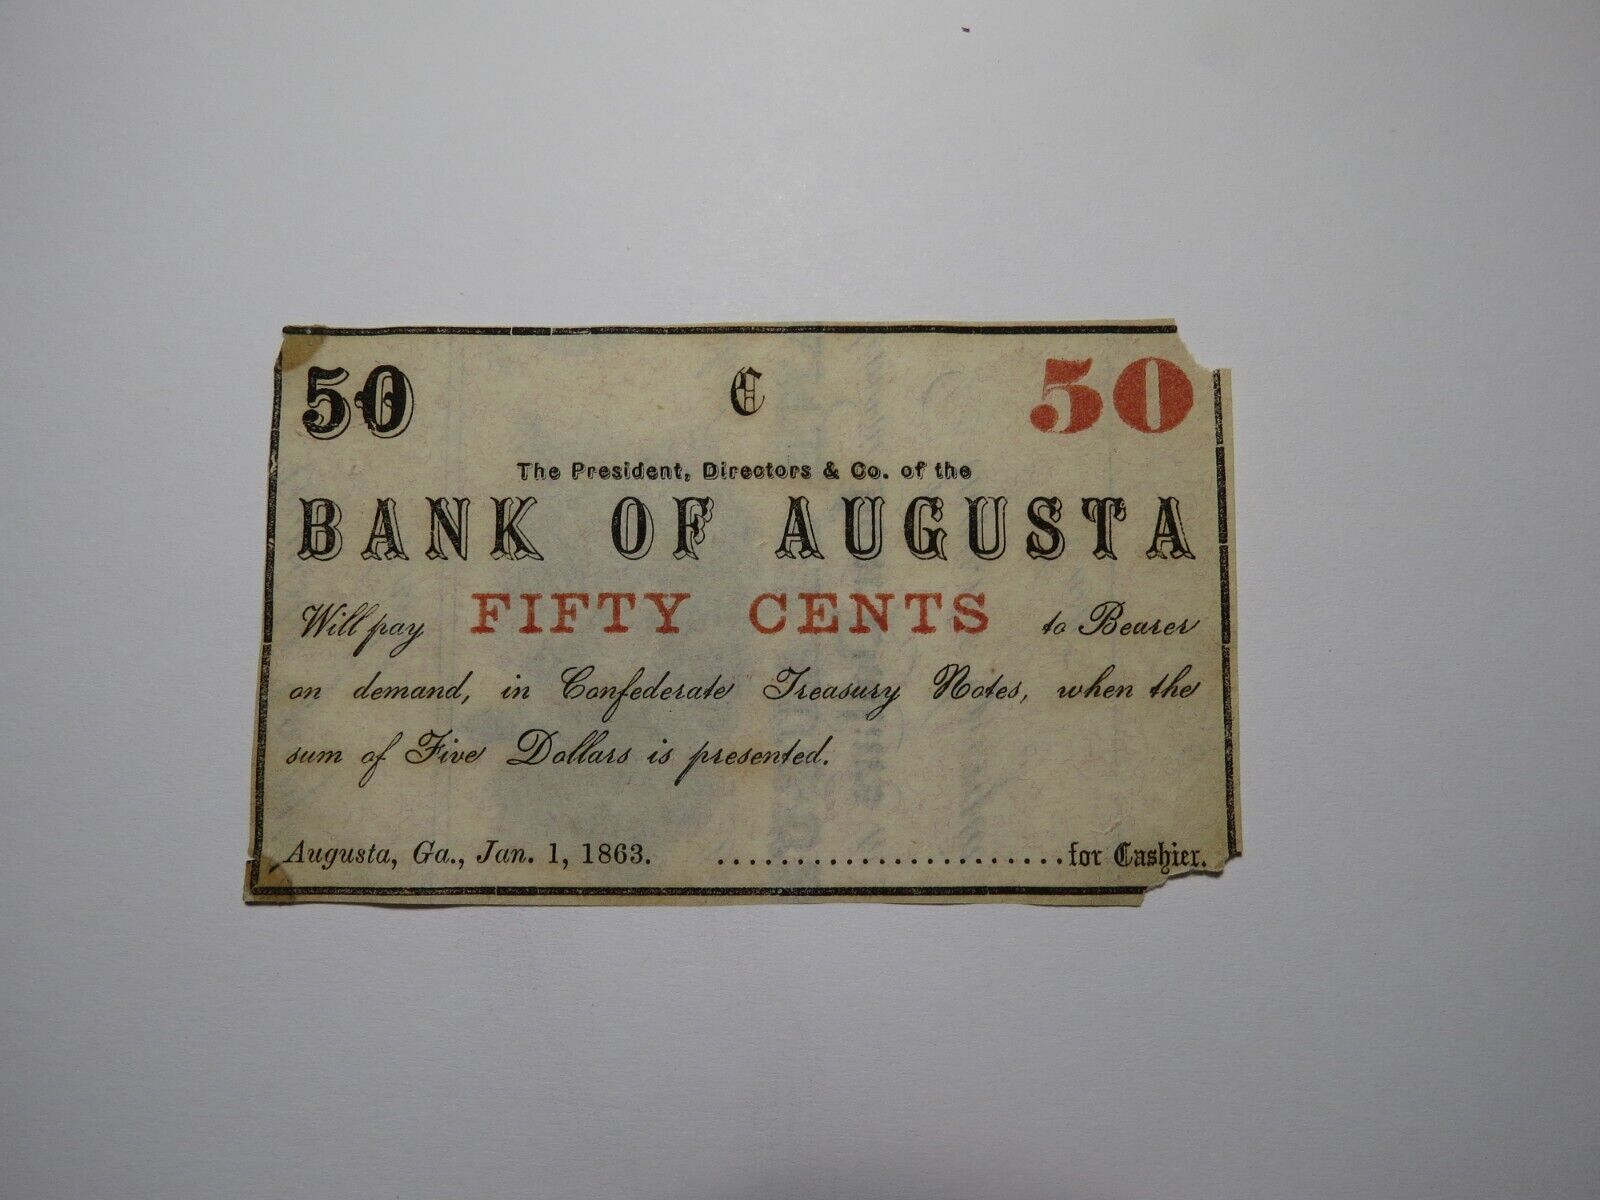 50 C 50
The President, Directors & Co. of the
BANK OF AUGUSTA
Will pay FIFTY CENTS to Bearer
on demand, in Confederate Treasury Notes, when the
sum of Five Dollars is presented.
Augusta, Ga., Jan. 1, 1863. ......................for Cashier.